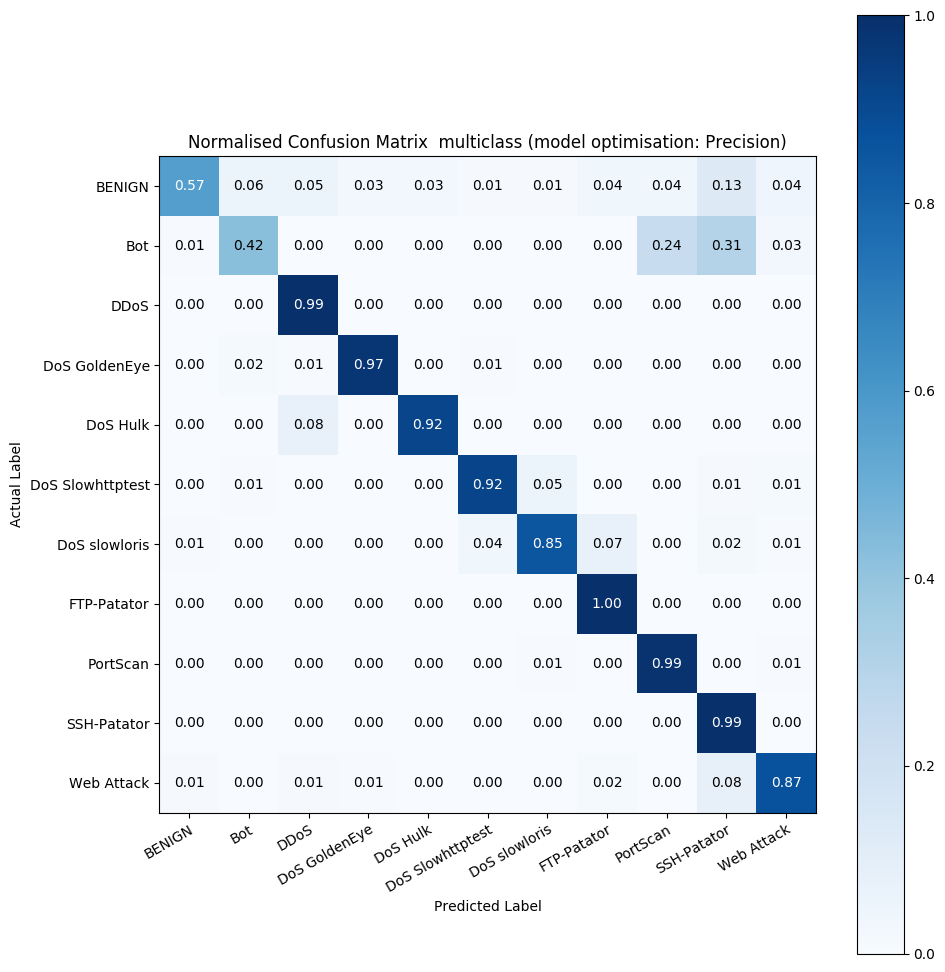 Normalised Confusion Matrix  multiclass (model optimisation: Precision)
1.0
0.8
0.6
0.4
0.2
0.0
Actual Label
BENIGN 0.57 0.06 0.05 0.03 0.03 0.01 0.01 0.04 0.04 0.13 0.04
Bot 0.01 0.42 0.00 0.00 0.00 0.00 0.00 0.00 0.24 0.31 0.03
DDoS 0.00 0.00 0.99 0.00 0.00 0.00 0.00 0.00 0.00 0.00 0.00
DoS GoldenEye 0.00 0.02 0.01 0.97 0.00 0.01 0.00 0.00 0.00 0.00 0.00
DoS Hulk 0.00 0.00 0.08 0.00 0.92 0.00 0.00 0.00 0.00 0.00 0.00
DoS Slowhttptest 0.00 0.01 0.00 0.00 0.00 0.92 0.05 0.00 0.00 0.01 0.01
DoS slowloris 0.01 0.00 0.00 0.00 0.00 0.04 0.85 0.07 0.00 0.02 0.01
FTP-Patator 0.00 0.00 0.00 0.00 0.00 0.00 0.00 1.00 0.00 0.00 0.00
PortScan 0.00 0.00 0.00 0.00 0.00 0.00 0.01 0.00 0.99 0.00 0.01
SSH-Patator 0.00 0.00 0.00 0.00 0.00 0.00 0.00 0.00 0.00 0.99 0.00
Web Attack 0.01 0.00 0.01 0.01 0.00 0.00 0.00 0.02 0.00 0.08 0.87
BENIGN Bot DDoS DoS GoldenEye DoS Hulk DoS Slowhttptest DoS slowloris FTP-Patator PortScan SSH-Patator Web Attack
Predicted Label